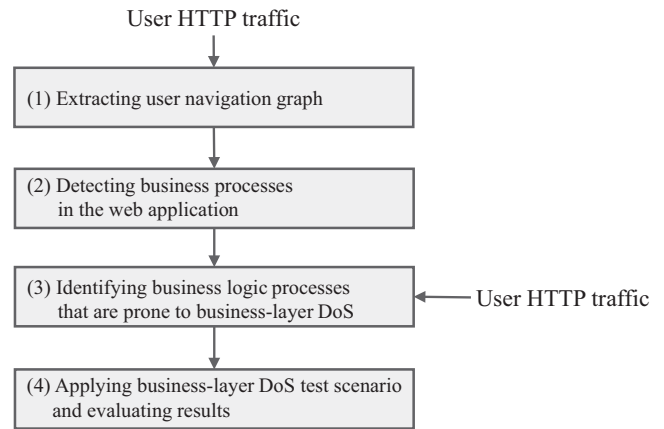 User HTTP traffic
(1) Extracting user navigation graph
(2) Detecting business processes
in the web application
(3) Identifying business logic processes
that are prone to business-layer DoS
User HTTP traffic
(4) Applying business-layer DoS test scenario
and evaluating results